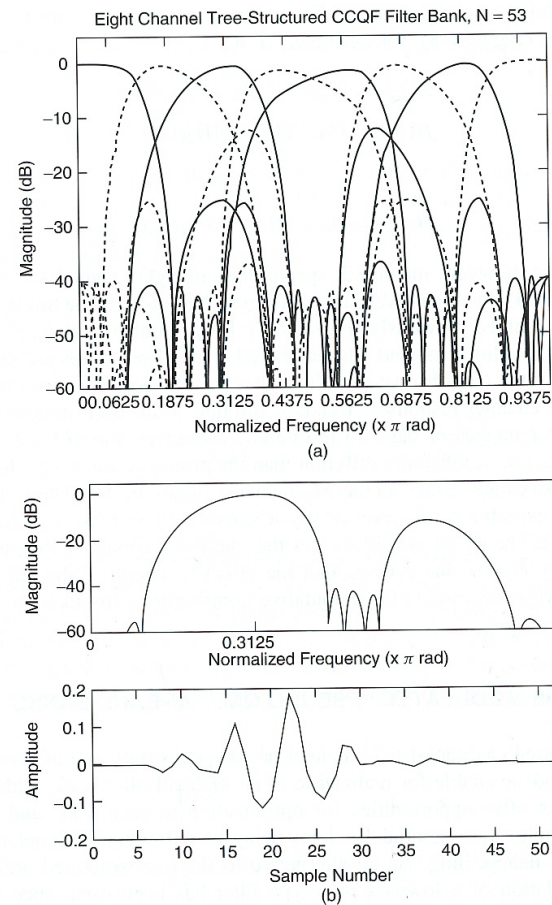 Eight Channel Tree-Structured CCQF Filter Bank, N = 53
0
−10
−20
−30
−40
−50
−60
Magnitude (dB)
00.0625 0.1875 0.3125 0.4375 0.5625 0.6875 0.8125 0.9375
Normalized Frequency (x π rad)
(a)
0
−20
−40
−60
Magnitude (dB)
0 0.3125
Normalized Frequency (x π rad)
0.2
0.1
0
−0.1
−0.2
Amplitude
0 5 10 15 20 25 30 35 40 45 50
Sample Number
(b)